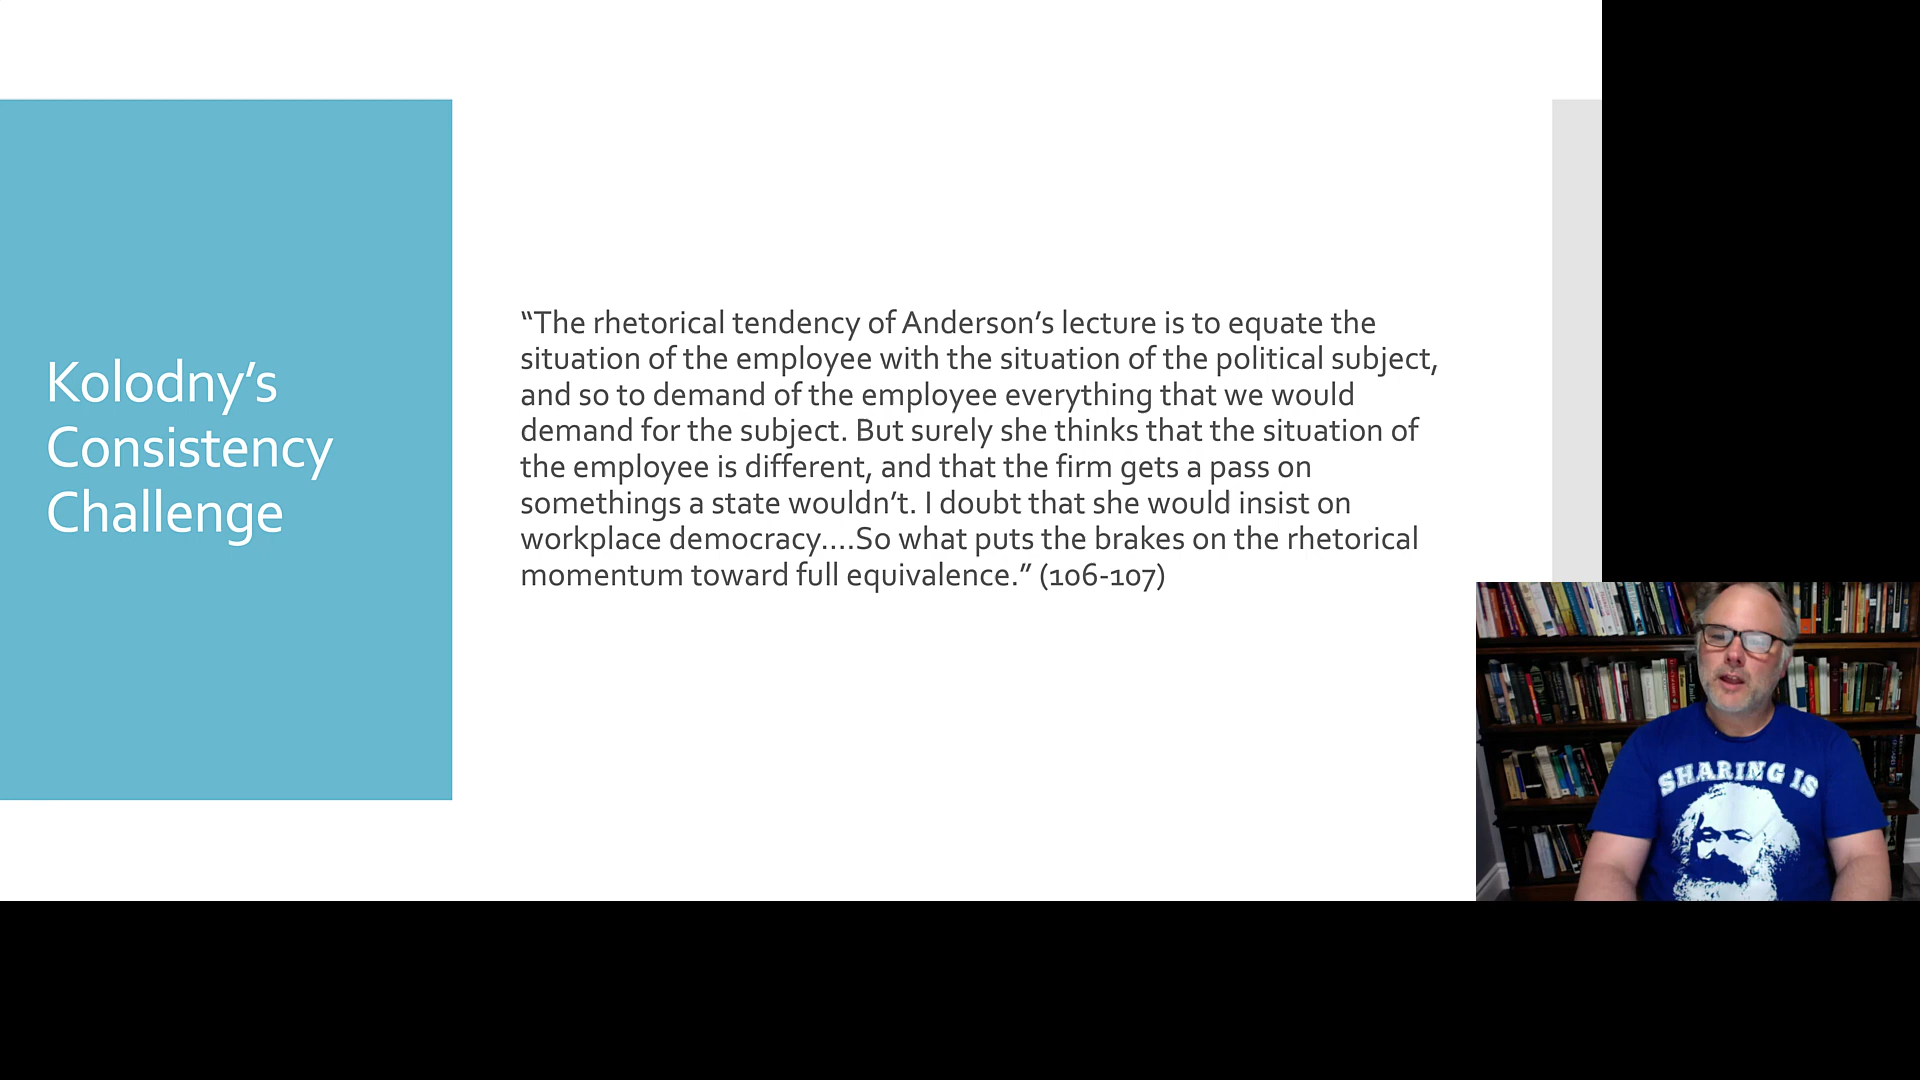 Kolodny’s
Consistency
Challenge
“The rhetorical tendency of Anderson’s lecture is to equate the
situation of the employee with the situation of the political subject,
and so to demand of the employee everything that we would
demand for the subject. But surely she thinks that the situation of
the employee is different, and that the firm gets a pass on
somethings a state wouldn’t. I doubt that she would insist on
workplace democracy….So what puts the brakes on the rhetorical
momentum toward full equivalence.” (106-107)
SHARING IS